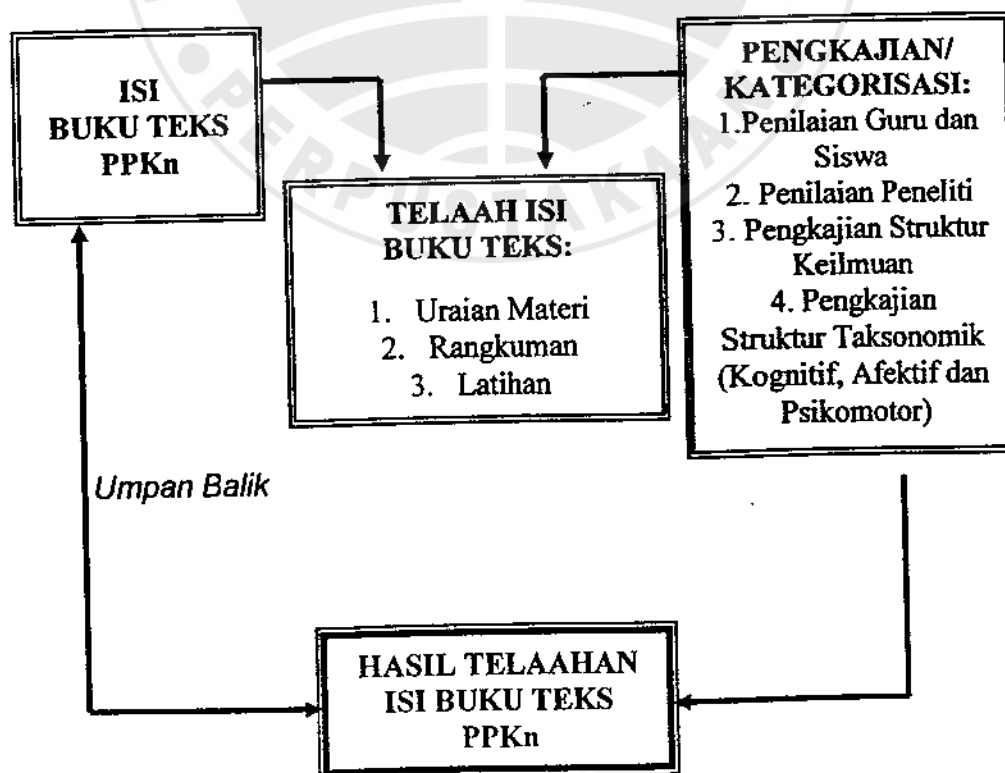 ISI
BUKU TEKS
PPKn
PENGKAJIAN/
KATEGORISASI:
1.Penilaian Guru dan
Siswa
2. Penilaian Peneliti
3. Pengkajian Struktur
Keilmuan
4. Pengkajian
Struktur Taksonomik
(Kognitif, Afektif dan
Psikomotor)
TELAAH ISI
BUKU TEKS:
1. Uraian Materi
2. Rangkuman
3. Latihan
Umpan Balik
HASIL TELAAHAN
ISI BUKU TEKS
PPKn
PERPUSTAKAAN